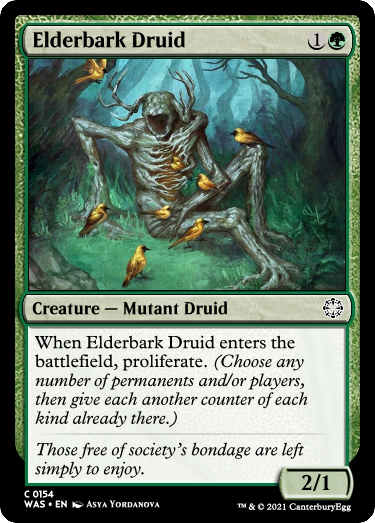 Elderbark Druid 1
Creature — Mutant Druid
When Elderbark Druid enters the
battlefield, proliferate. (Choose any
number of permanents and/or players,
then give each another counter of each
kind already there.)
Those free of society's bondage are left
simply to enjoy.
2/1
C 0154
WAS • EN Asya Yordanova
™ & © 2021 CanterburyEgg